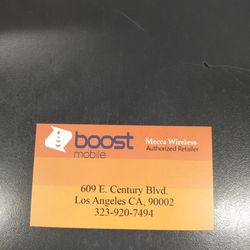 boost
mobile
Mecca Wireless
Authorized Retailer
609 E. Century Blvd.
Los Angeles CA, 90002
323-920-7494